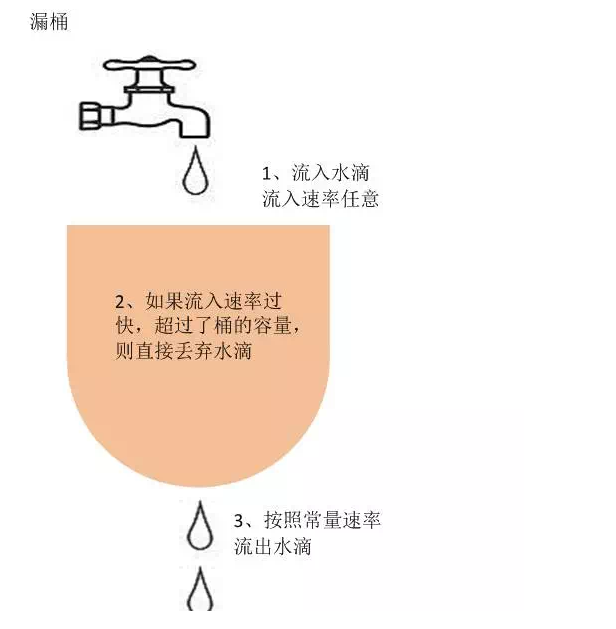 漏桶
1、流入水滴
流入速率任意
2、如果流入速率过
快，超过了桶的容量，
则直接丢弃水滴
3、按照常量速率
流出水滴